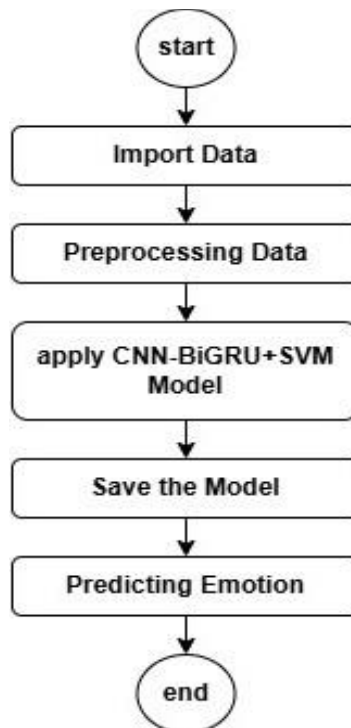 start
Import Data
Preprocessing Data
apply CNN-BiGRU+SVM
Model
Save the Model
Predicting Emotion
end